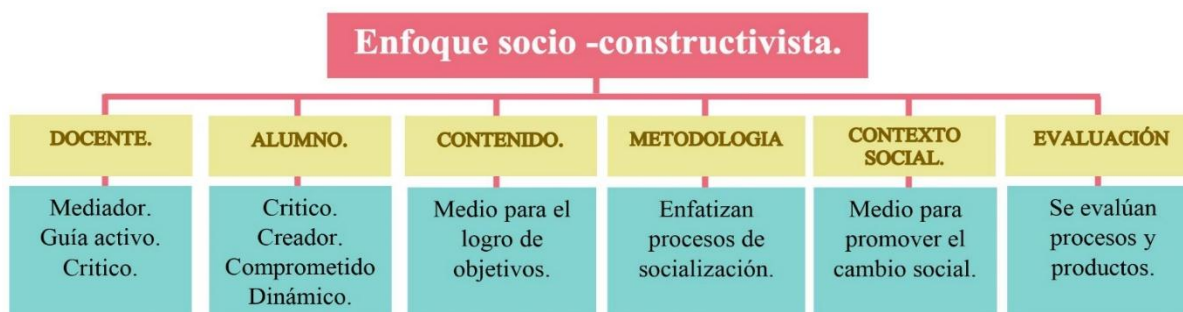 Enfoque socio -constructivista.
DOCENTE.
Mediador.
Guía activo.
Critico.
ALUMNO.
Critico.
Creador.
Comprometido
Dinámico.
CONTENIDO.
Medio para el
logro de
objetivos.
METODOLOGIA
Enfatizan
procesos de
socialización.
CONTEXTO
SOCIAL.
Medio para
promover el
cambio social.
EVALUACIÓN
Se evalúan
procesos y
productos.